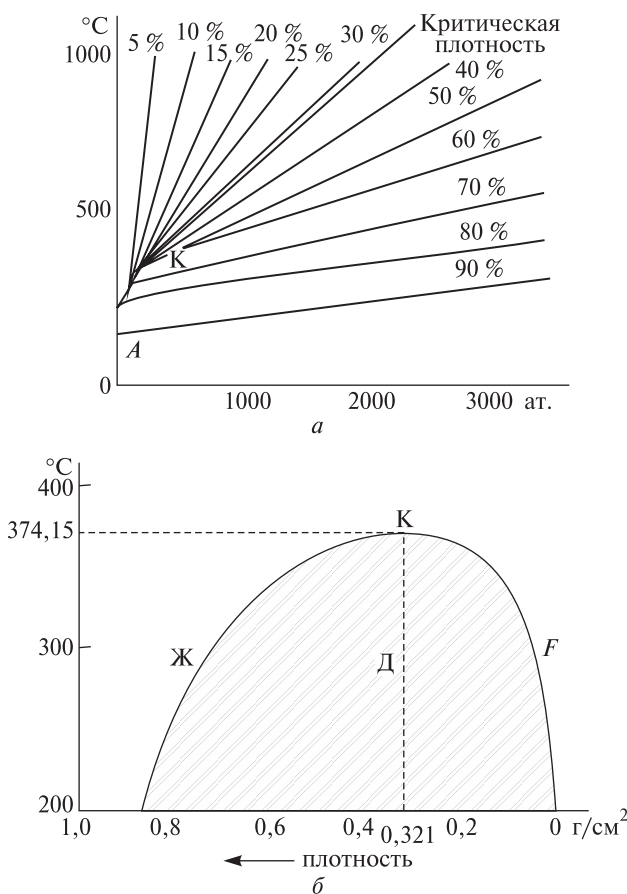 °C
1000
500
0
5 %
10 %
15 %
20 %
25 %
30 %
Критическая
плотность
40 %
50 %
60 %
70 %
80 %
90 %
K
A
1000 2000 3000 ат.
а
°C
400
374,15
300
200
K
Ж
Д
F
1,0 0,8 0,6 0,4 0,321 0,2 0 г/см²
плотность
б